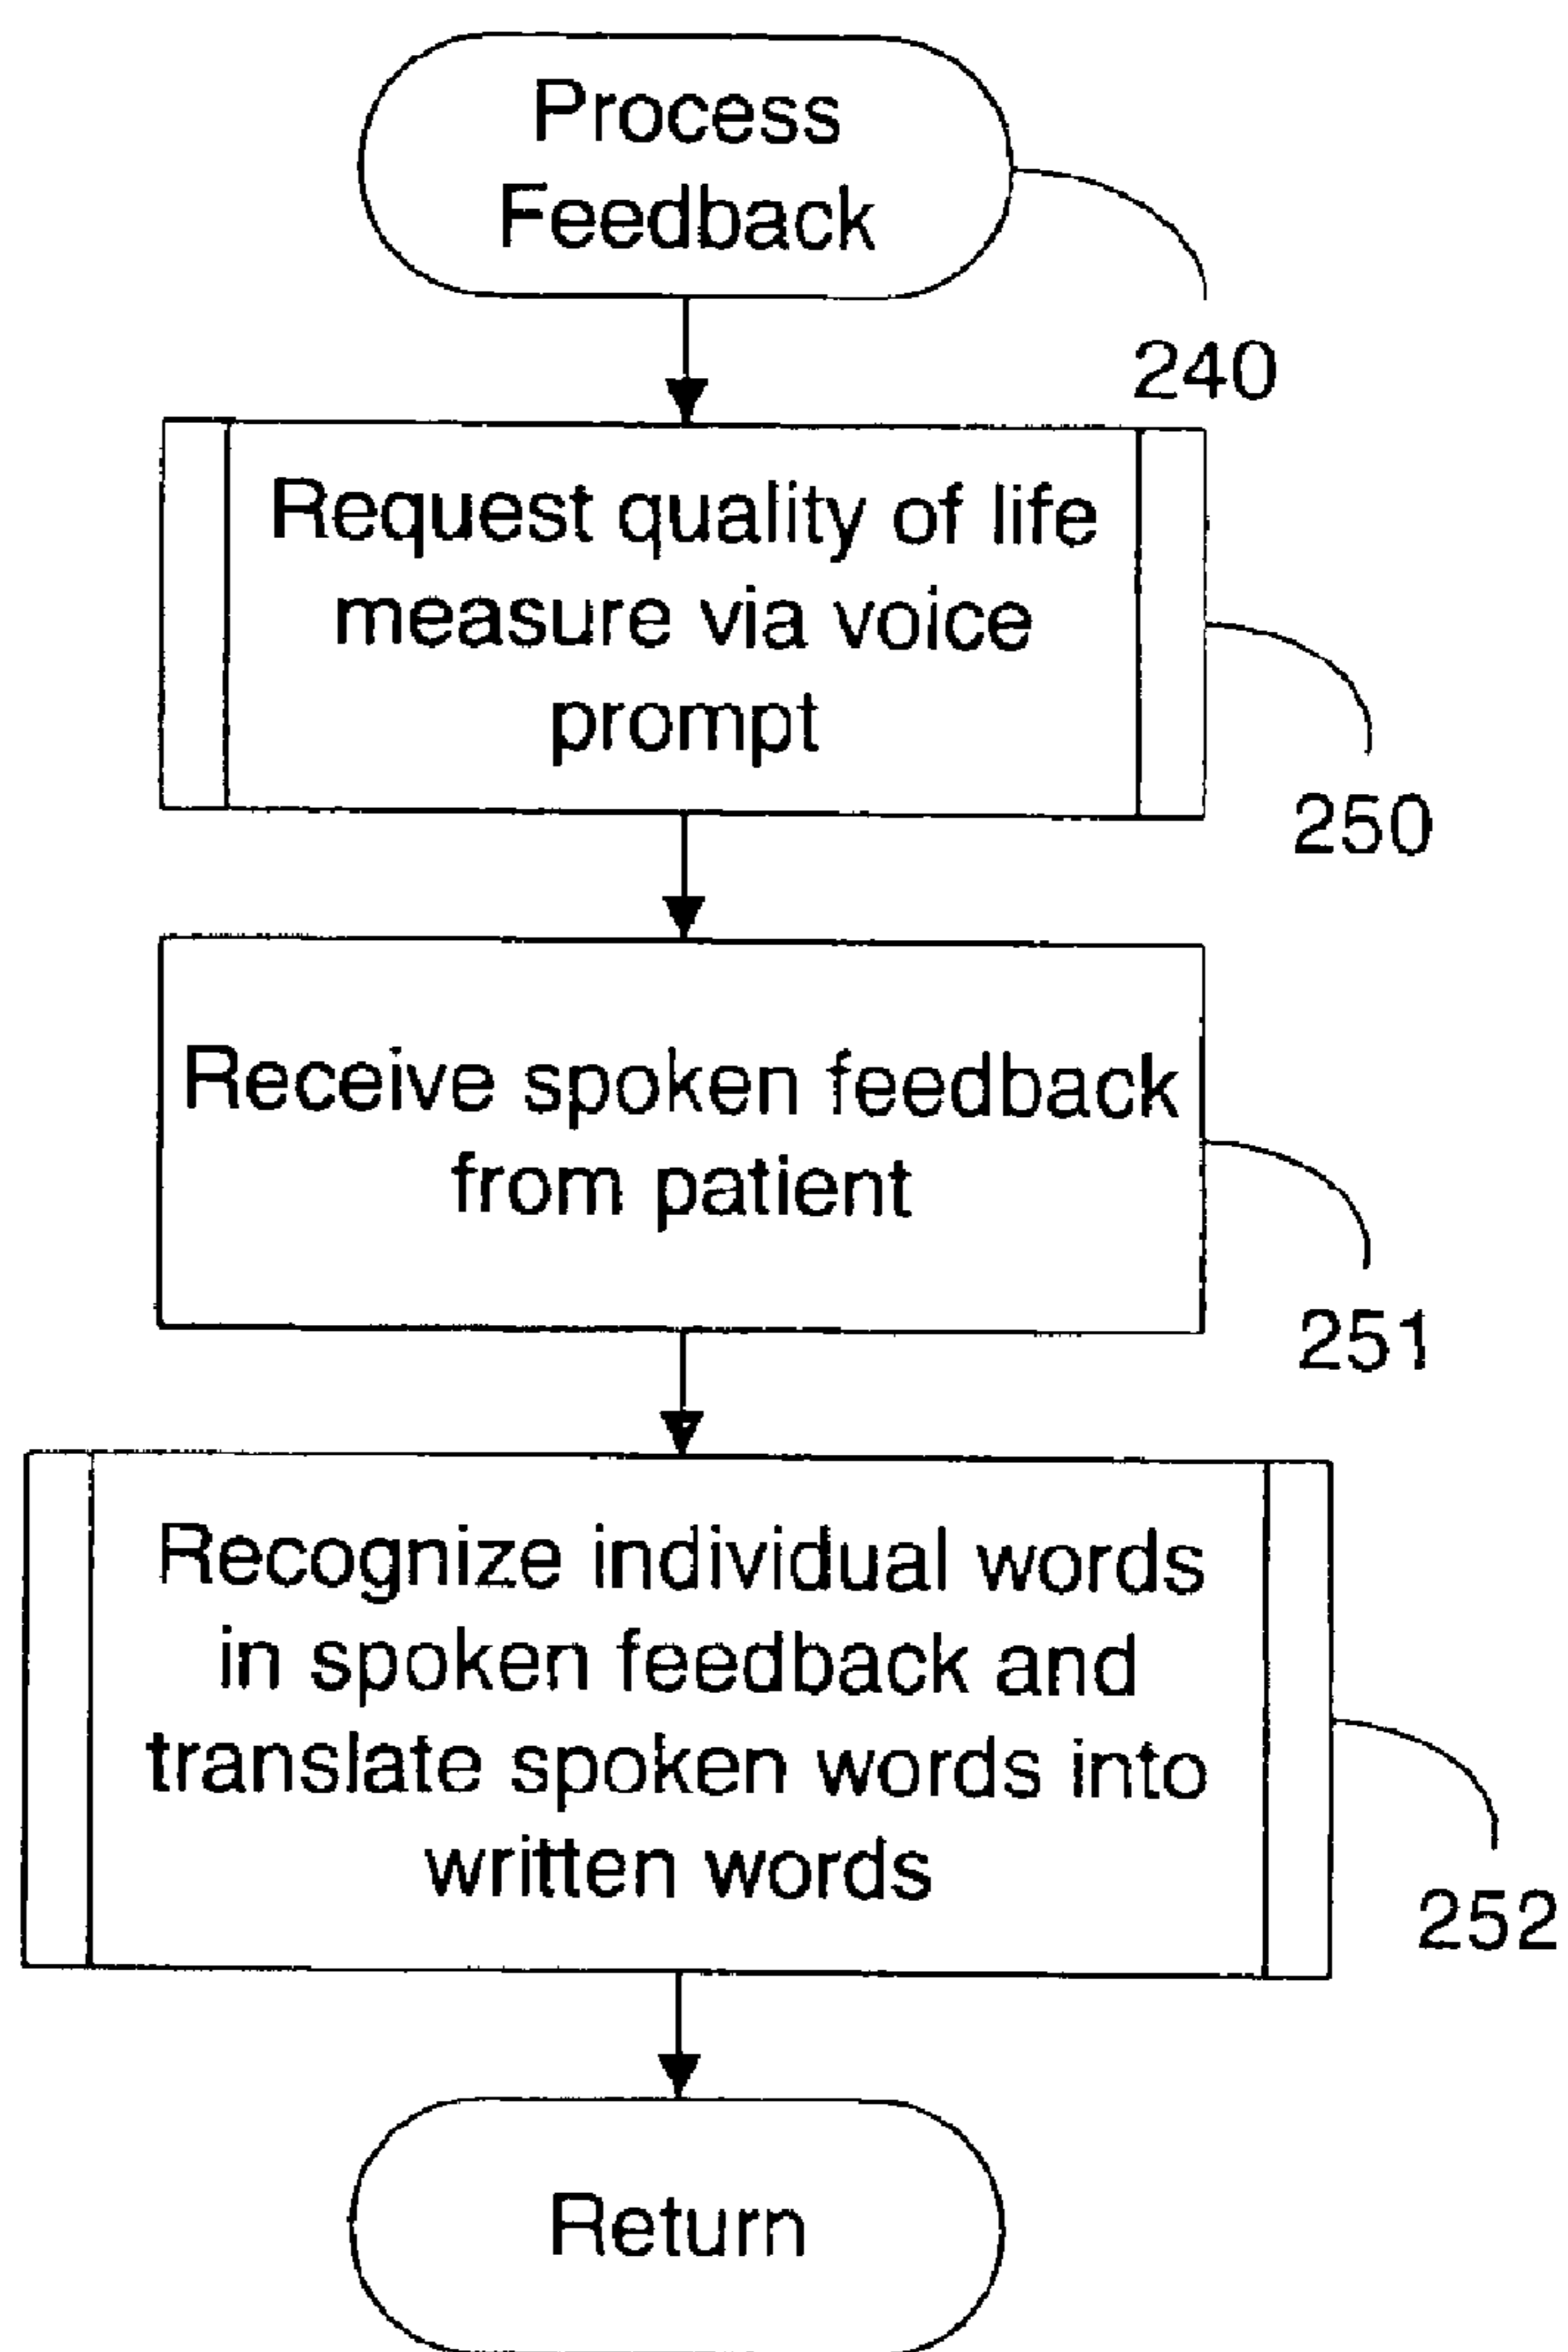 Process
Feedback
240
Request quality of life
measure via voice
prompt
250
Receive spoken feedback
from patient
251
Recognize individual words
in spoken feedback and
translate spoken words into
written words
252
Return